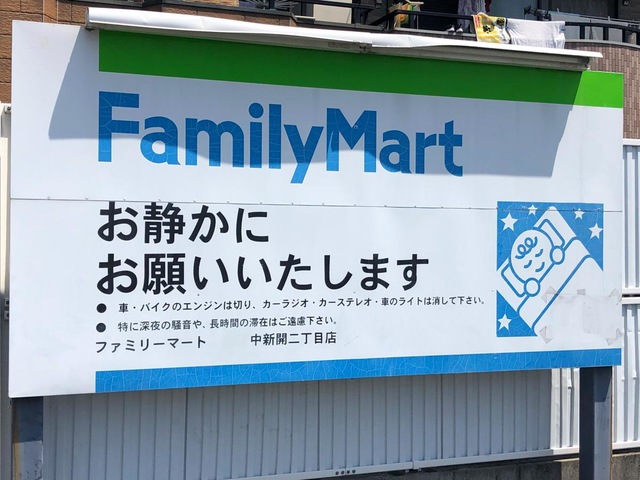 FamilyMart
お静かに
お願いいたします
● 車・バイクのエンジンは切り、カーラジオ・カーステレオ・車のライトは消して下さい。
● 特に深夜の騒音や、長時間の滞在はご遠慮下さい。
ファミリーマート 中新開二丁目店